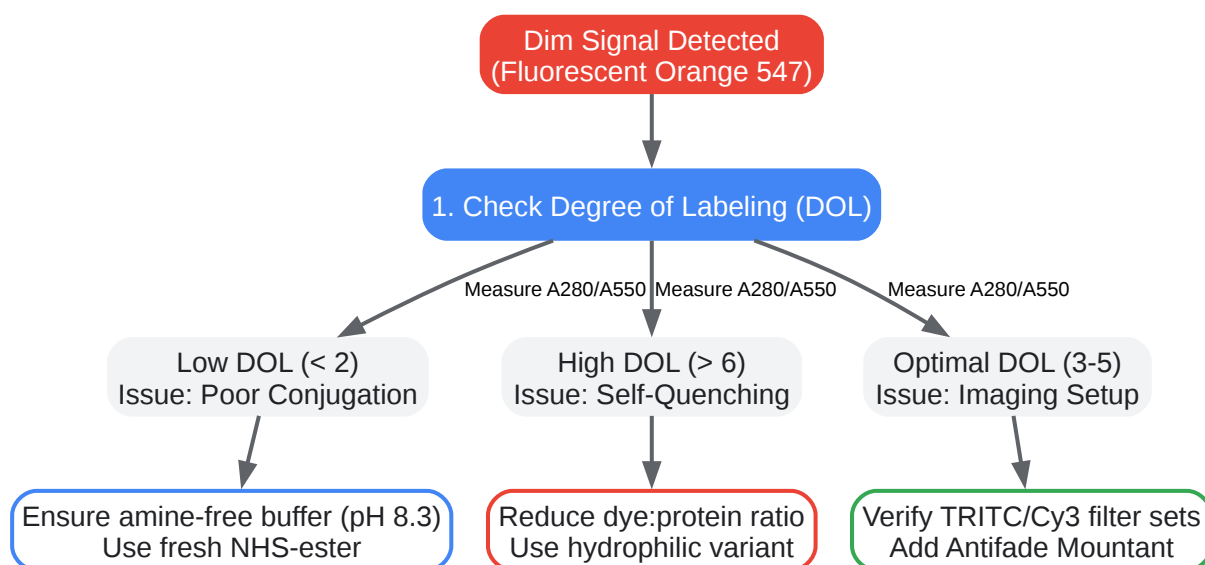 Dim Signal Detected
(Fluorescent Orange 547)
1. Check Degree of Labeling (DOL)
Measure A280/A550
Measure A280/A550
Measure A280/A550
Low DOL (< 2)
Issue: Poor Conjugation
High DOL (> 6)
Issue: Self-Quenching
Optimal DOL (3-5)
Issue: Imaging Setup
Ensure amine-free buffer (pH 8.3)
Use fresh NHS-ester
Reduce dye:protein ratio
Use hydrophilic variant
Verify TRITC/Cy3 filter sets
Add Antifade Mountant